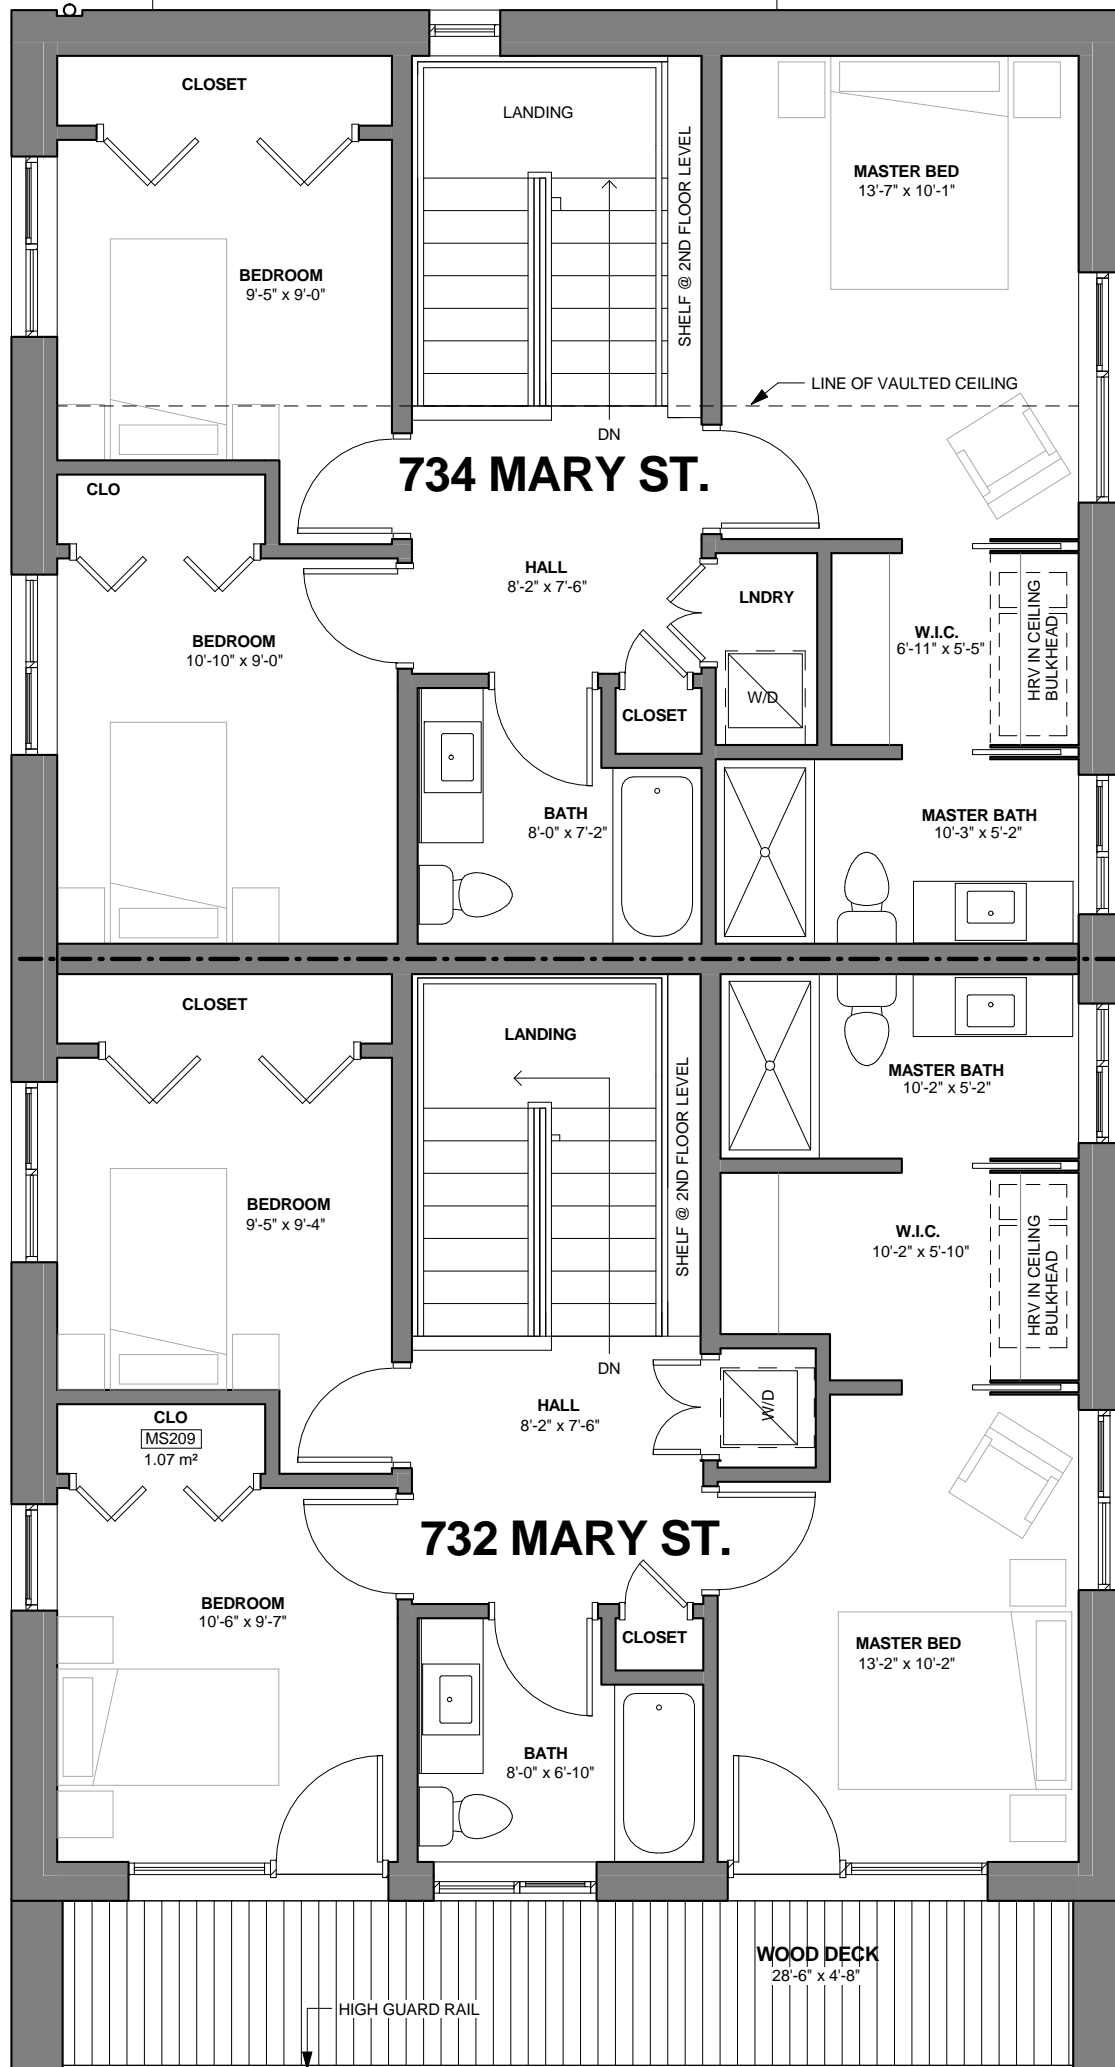 CLOSET
LANDING
SHELF @ 2ND FLOOR LEVEL
MASTER BED
13'-7" x 10'-1"
BEDROOM
9'-5" x 9'-0"
LINE OF VAULTED CEILING
DN
734 MARY ST.
CLO
HALL
8'-2" x 7'-6"
LNDRY
W/D
BEDROOM
10'-10" x 9'-0"
W.I.C.
6'-11" x 5'-5"
HRV IN CEILING
BULKHEAD
CLOSET
BATH
8'-0" x 7'-2"
MASTER BATH
10'-3" x 5'-2"
CLOSET
LANDING
SHELF @ 2ND FLOOR LEVEL
MASTER BATH
10'-2" x 5'-2"
BEDROOM
9'-5" x 9'-4"
W.I.C.
10'-2" x 5'-10"
HRV IN CEILING
BULKHEAD
DN
HALL
8'-2" x 7'-6"
W/D
CLO
MS209
1.07 m²
732 MARY ST.
BEDROOM
10'-6" x 9'-7"
CLOSET
MASTER BED
13'-2" x 10'-2"
BATH
8'-0" x 6'-10"
WOOD DECK
28'-6" x 4'-8"
HIGH GUARD RAIL